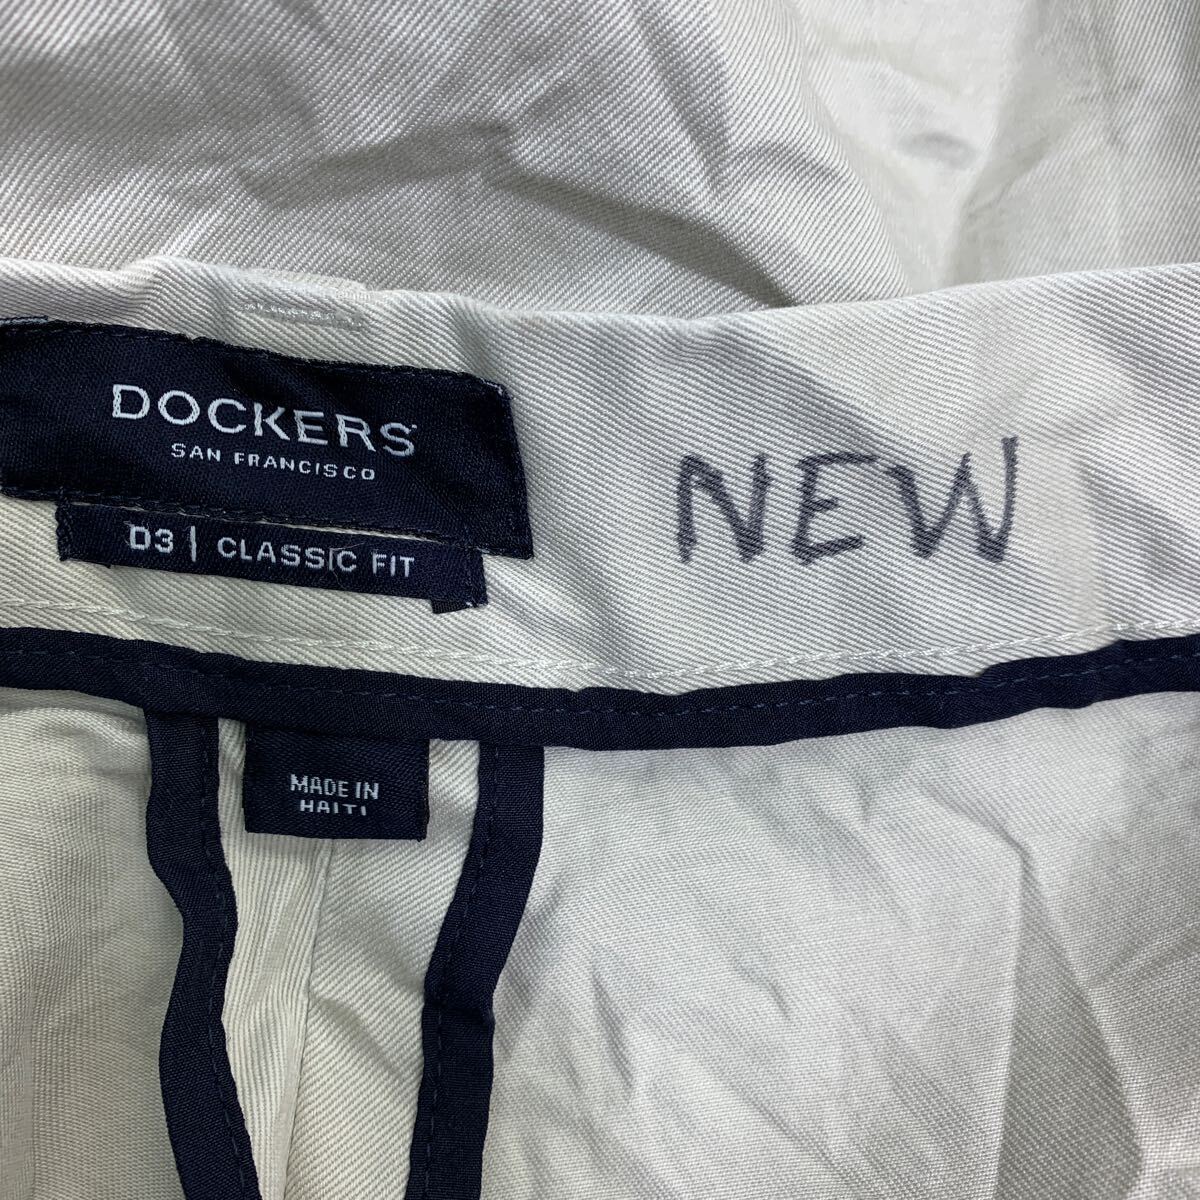 DOCKERS
SAN FRANCISCO
D3 | CLASSIC FIT
NEW
MADE IN
HAITI